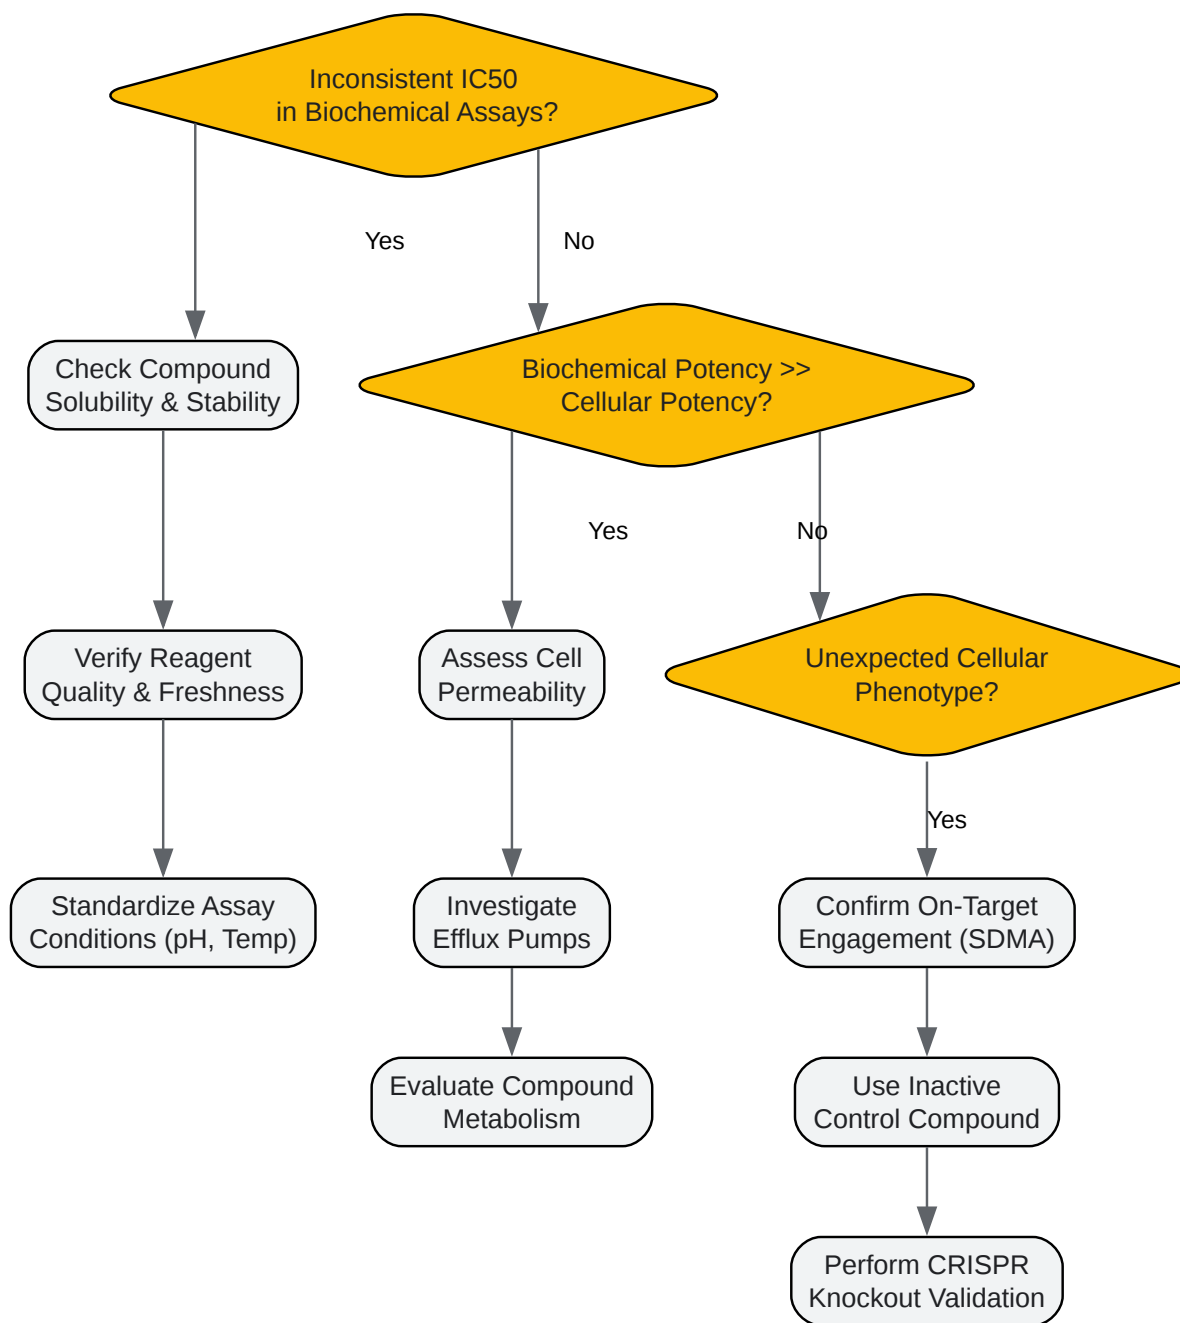 Inconsistent IC50
in Biochemical Assays?
Yes
No
Check Compound
Solubility & Stability
Biochemical Potency >>
Cellular Potency?
Yes
No
Verify Reagent
Quality & Freshness
Assess Cell
Permeability
Unexpected Cellular
Phenotype?
Yes
Standardize Assay
Conditions (pH, Temp)
Investigate
Efflux Pumps
Confirm On-Target
Engagement (SDMA)
Evaluate Compound
Metabolism
Use Inactive
Control Compound
Perform CRISPR
Knockout Validation